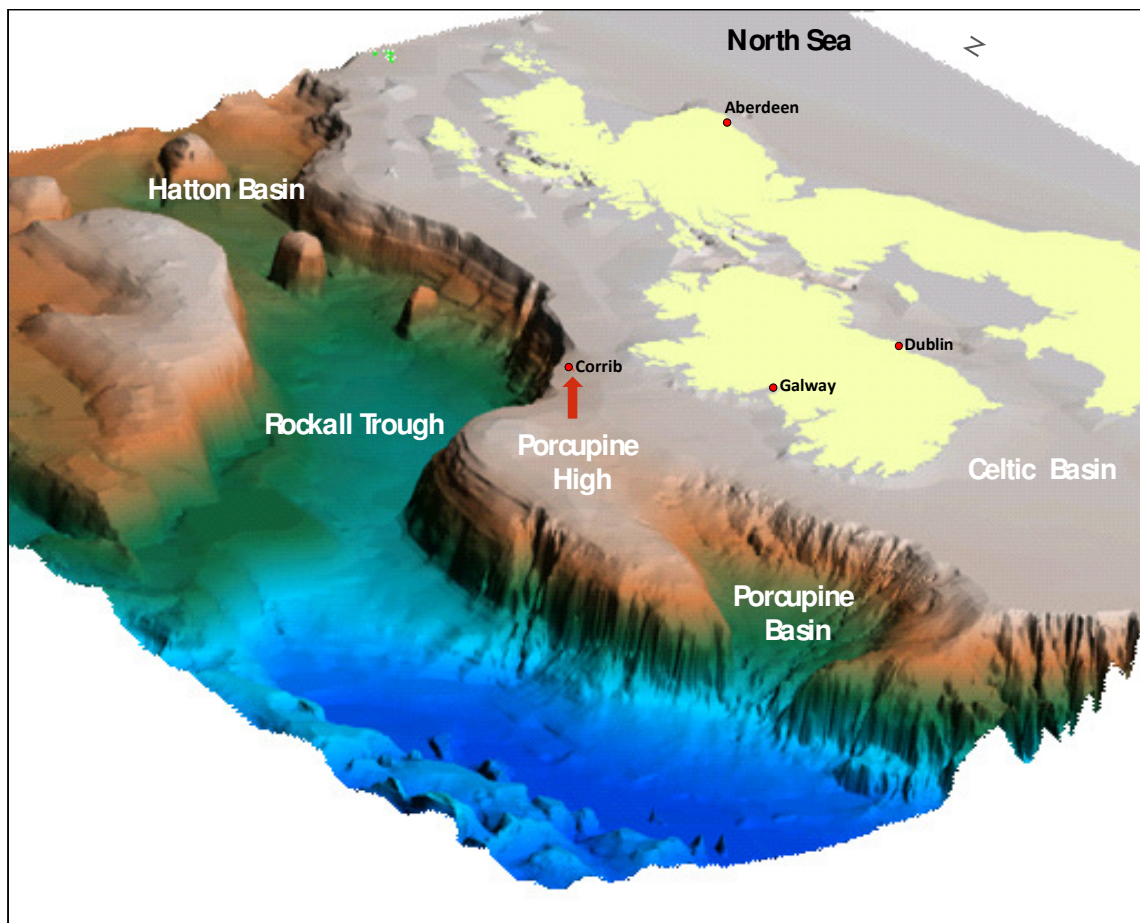 North Sea
N
Aberdeen
Hatton Basin
Dublin
Corrib
Galway
Rockall Trough
Porcupine
High
Celtic Basin
Porcupine
Basin